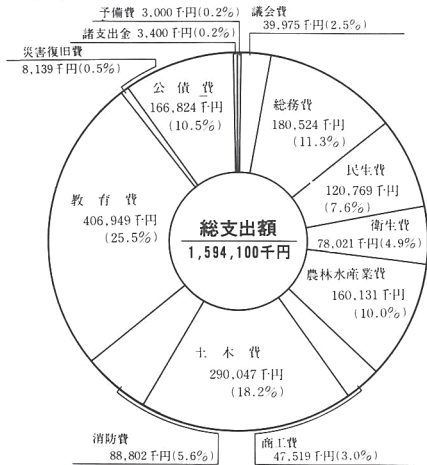 予備費 3,000千円(0.2%)
諸支出金 3,400千円(0.2%)
災害復旧費
8,139千円(0.5%)
議会費
39,975千円(2.5%)
公債費
166,824千円
(10.5%)
総務費
180,524千円
(11.3%)
民生費
120,769千円
(7.6%)
衛生費
78,021千円(4.9%)
教育費
406,949千円
(25.5%)
総支出額
1,594,100千円
農林水産業費
160,131千円
(10.0%)
土木費
290,047千円
(18.2%)
消防費
88,802千円(5.6%)
商工費
47,519千円(3.0%)